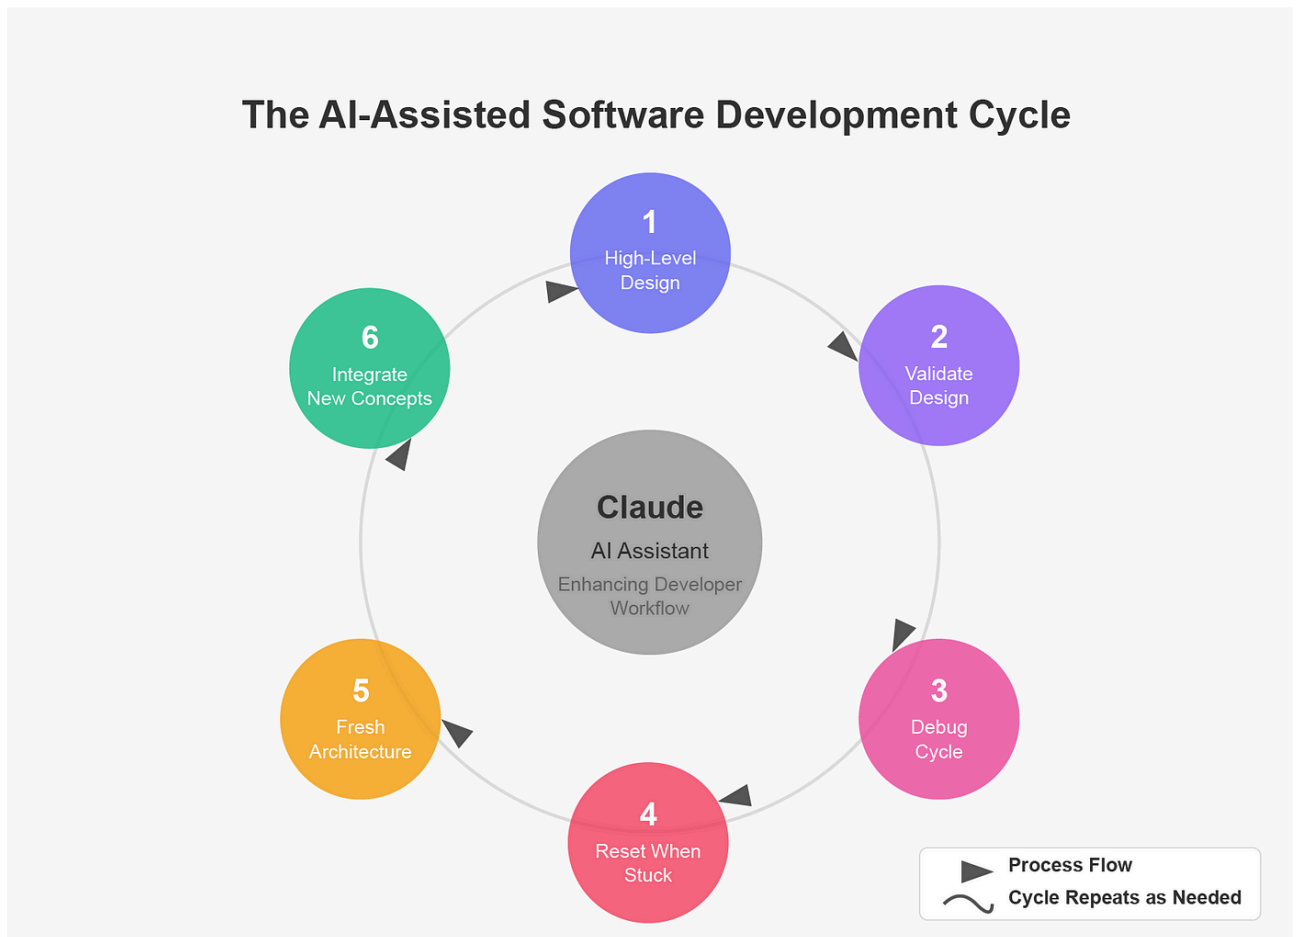 The AI-Assisted Software Development Cycle
1
High-Level
Design
2
Validate
Design
3
Debug
Cycle
4
Reset When
Stuck
5
Fresh
Architecture
6
Integrate
New Concepts
Claude
AI Assistant
Enhancing Developer
Workflow
Process Flow
Cycle Repeats as Needed